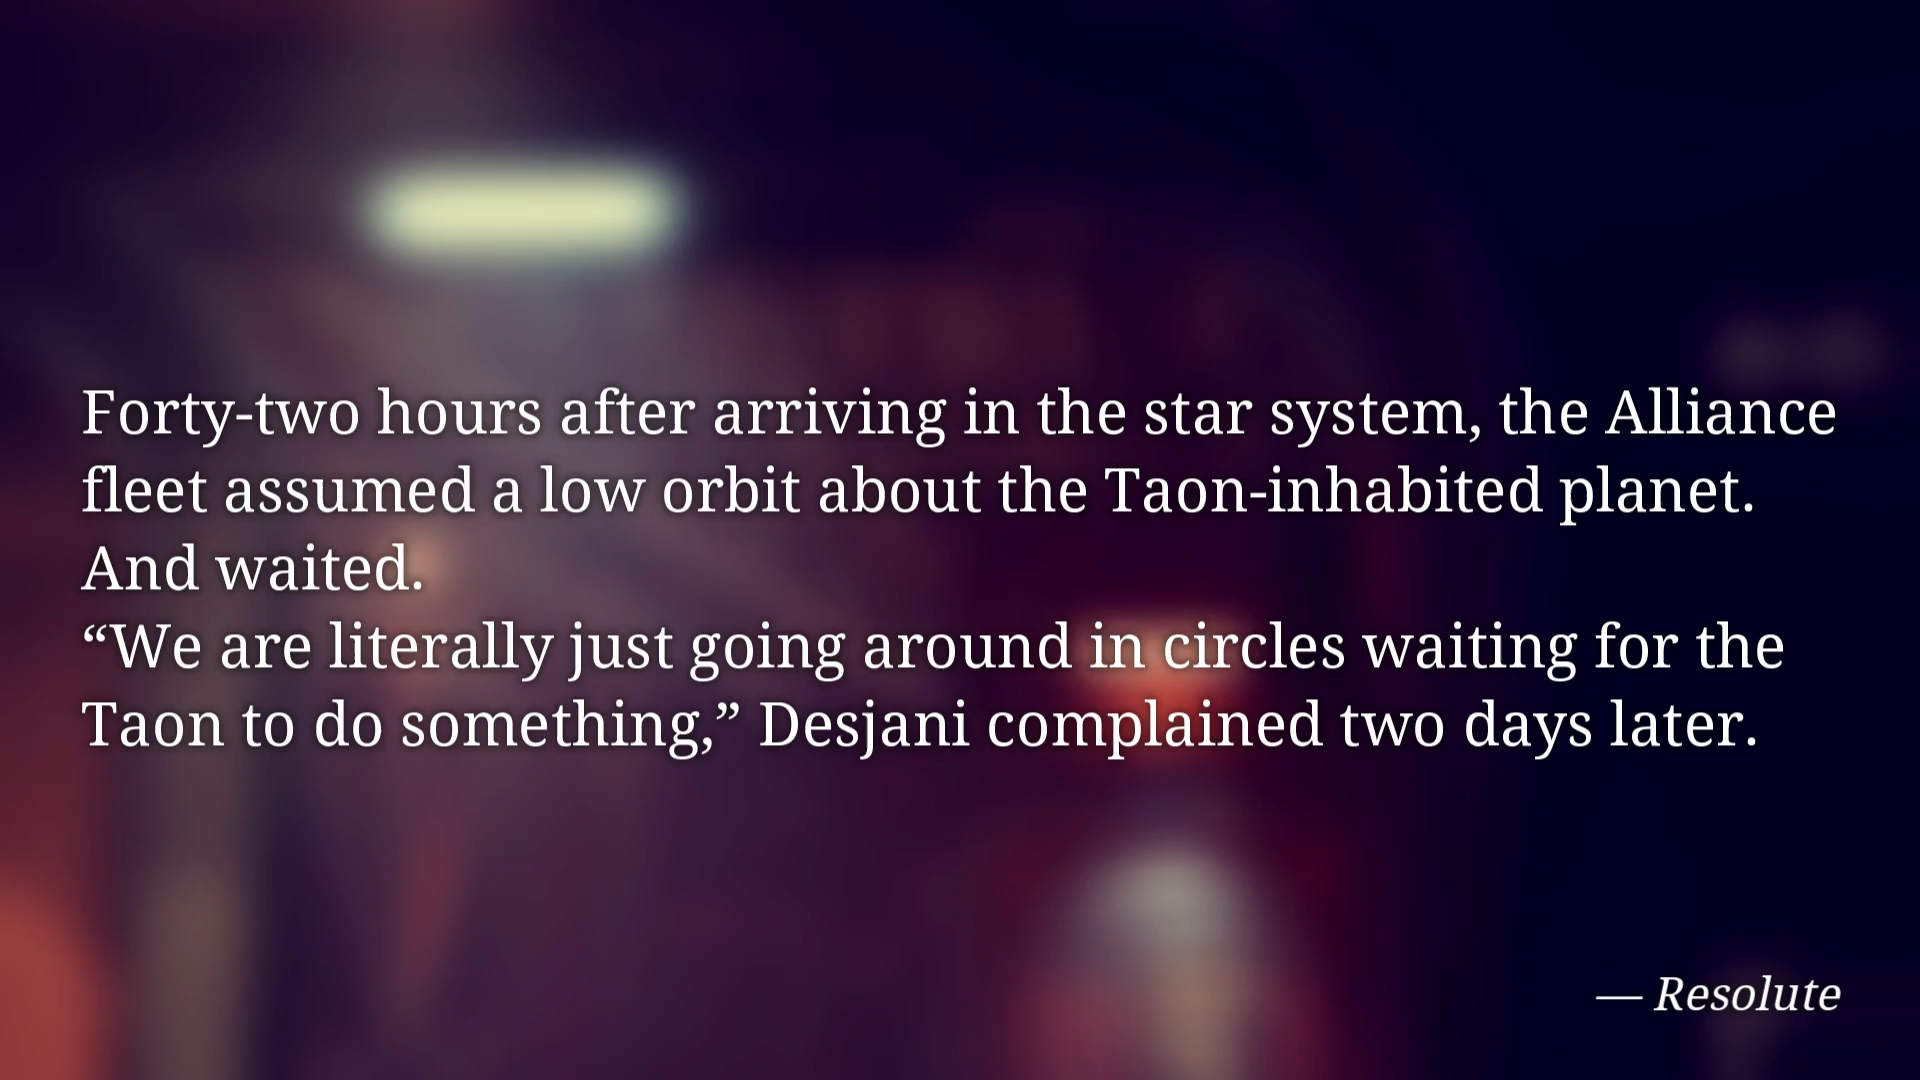 Forty-two hours after arriving in the star system, the Alliance
fleet assumed a low orbit about the Taon-inhabited planet.
And waited.
“We are literally just going around in circles waiting for the
Taon to do something,” Desjani complained two days later.
— Resolute